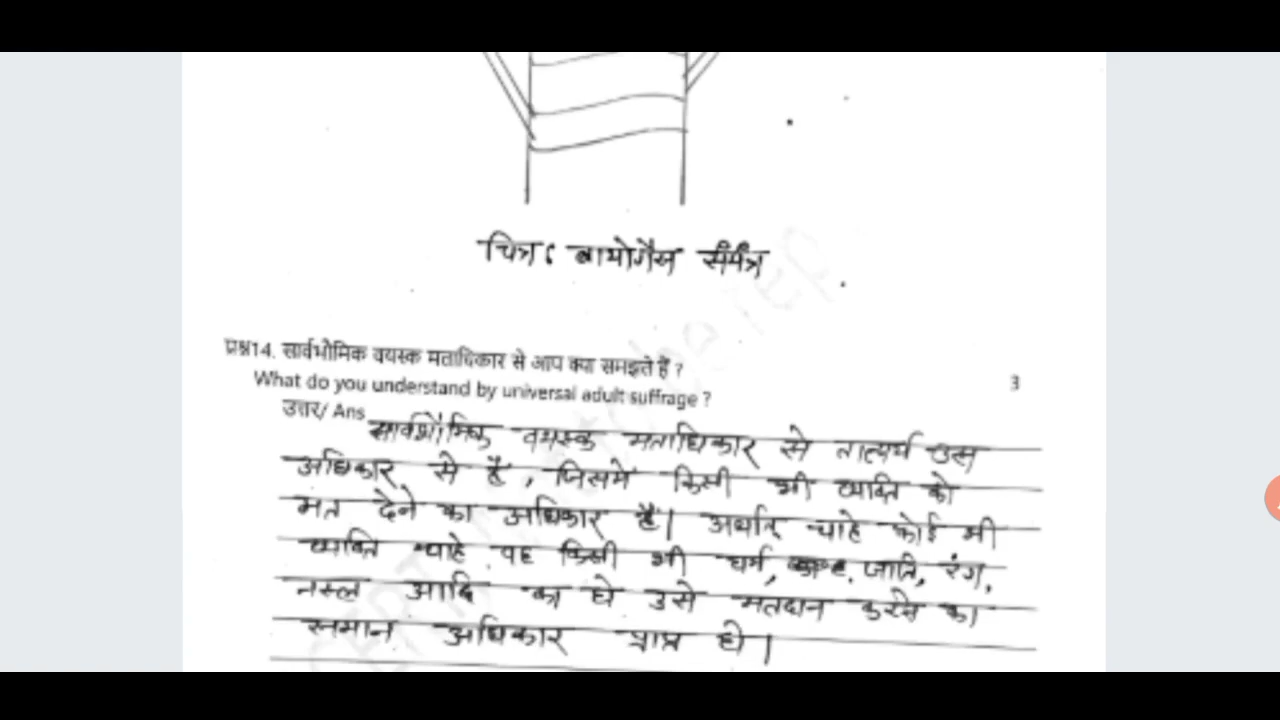 चित्र: बायोगैस संयंत्र
प्रश्न14. सार्वभौमिक वयस्क मताधिकार से आप क्या समझते हैं ?
3
What do you understand by universal adult suffrage ?
उत्तर/ Ans
सार्वभौमिक वयस्क मताधिकार से तात्पर्य उस
अधिकार से है, जिसमें किसी भी व्यक्ति को
मत देने का अधिकार है। अर्थात् चाहे कोई भी
व्यक्ति चाहे वह किसी भी धर्म, जाति, रंग,
नस्ल आदि का हो उसे मतदान करने का
समान अधिकार प्राप्त हो।